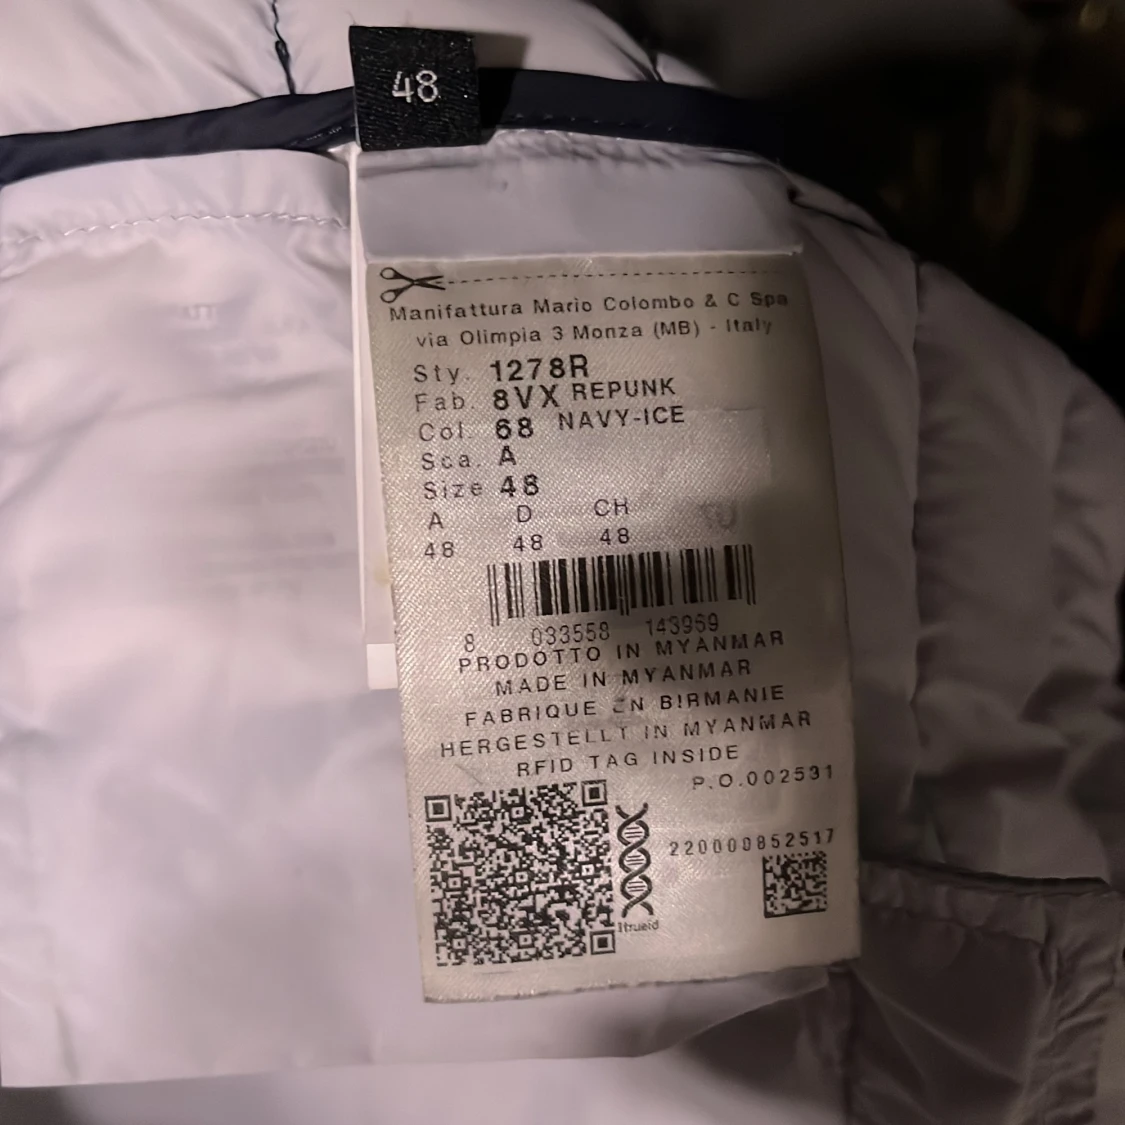 48
Manifattura Mario Colombo & C Spa
via Olimpia 3 Monza (MB) - Italy
Sty. 1278R
Fab. 8VX REPUNK
Col. 68 NAVY-ICE
Sca. A
Size 48
A D CH
48 48 48
8 033558 143969
PRODOTTO IN MYANMAR
MADE IN MYANMAR
FABRIQUE EN BIRMANIE
HERGESTELLT IN MYANMAR
RFID TAG INSIDE
P.O.002531
220000852517
Itrueid